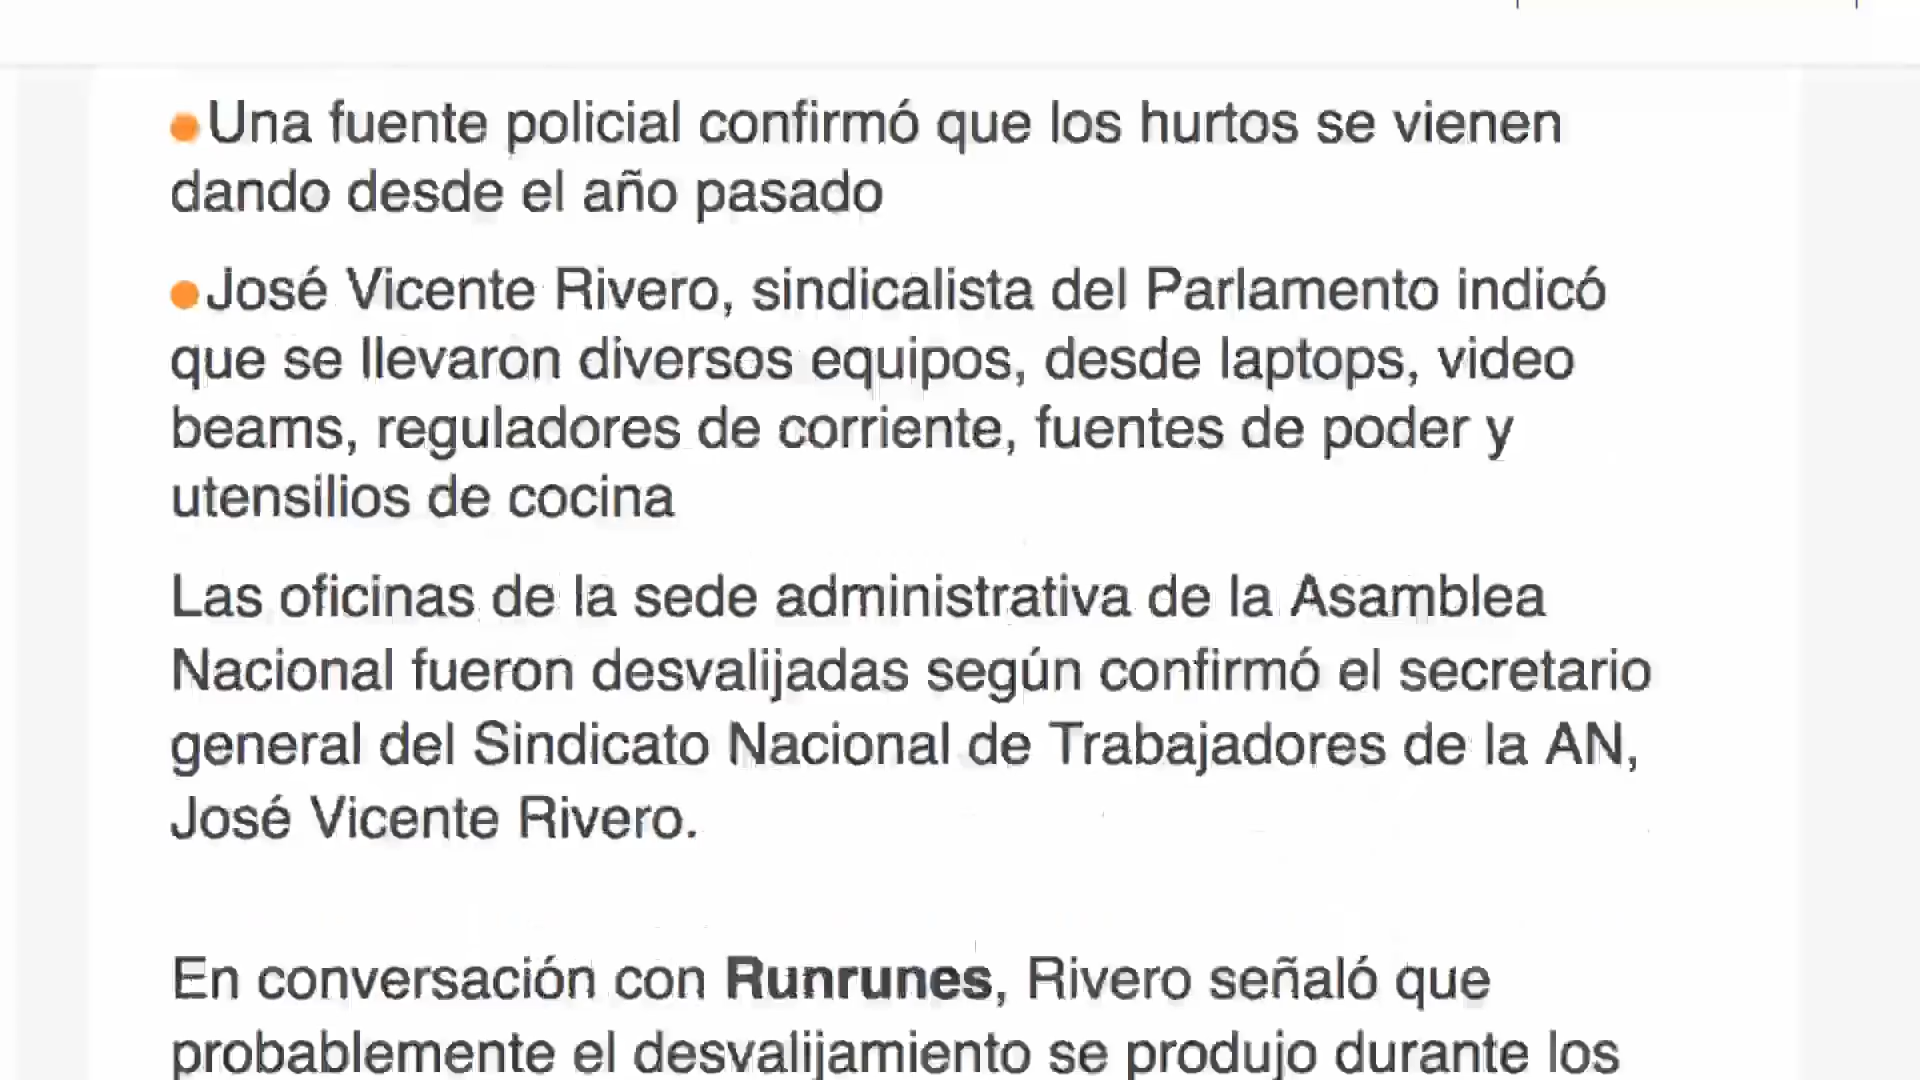 ●Una fuente policial confirmó que los hurtos se vienen
dando desde el año pasado
●José Vicente Rivero, sindicalista del Parlamento indicó
que se llevaron diversos equipos, desde laptops, video
beams, reguladores de corriente, fuentes de poder y
utensilios de cocina
Las oficinas de la sede administrativa de la Asamblea
Nacional fueron desvalijadas según confirmó el secretario
general del Sindicato Nacional de Trabajadores de la AN,
José Vicente Rivero.
En conversación con Runrunes, Rivero señaló que
probablemente el desvalijamiento se produjo durante los